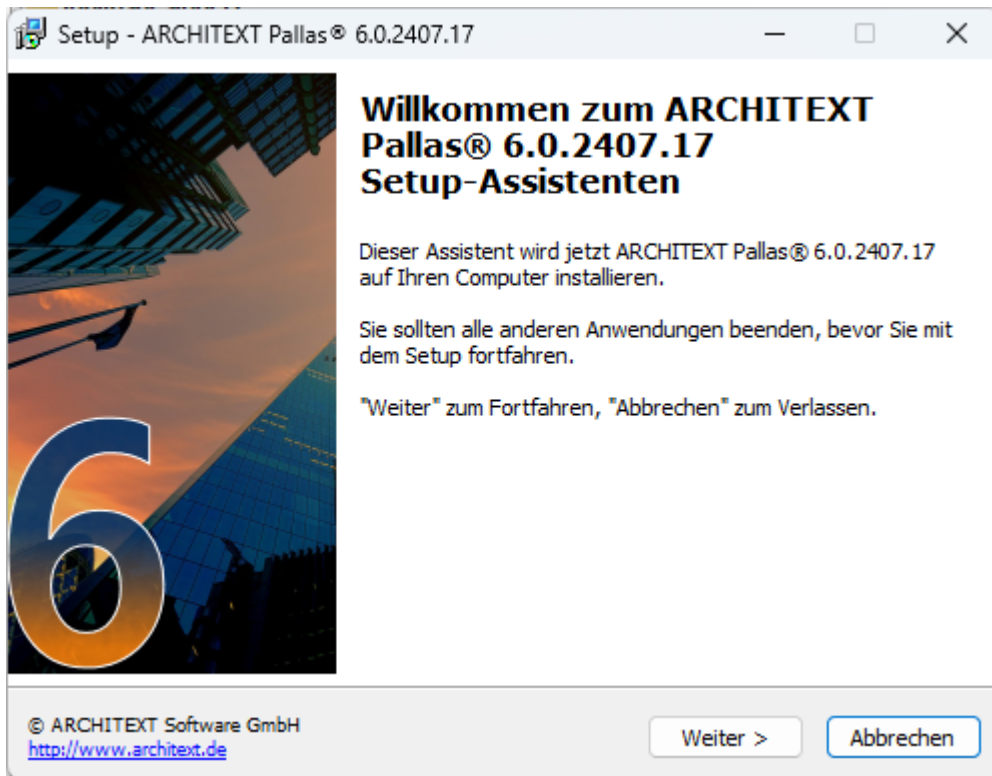 Setup - ARCHITEXT Pallas® 6.0.2407.17
Willkommen zum ARCHITEXT
Pallas® 6.0.2407.17
Setup-Assistenten
Dieser Assistent wird jetzt ARCHITEXT Pallas® 6.0.2407.17
auf Ihren Computer installieren.
Sie sollten alle anderen Anwendungen beenden, bevor Sie mit
dem Setup fortfahren.
"Weiter" zum Fortfahren, "Abbrechen" zum Verlassen.
6
© ARCHITEXT Software GmbH
http://www.architext.de
Weiter >
Abbrechen